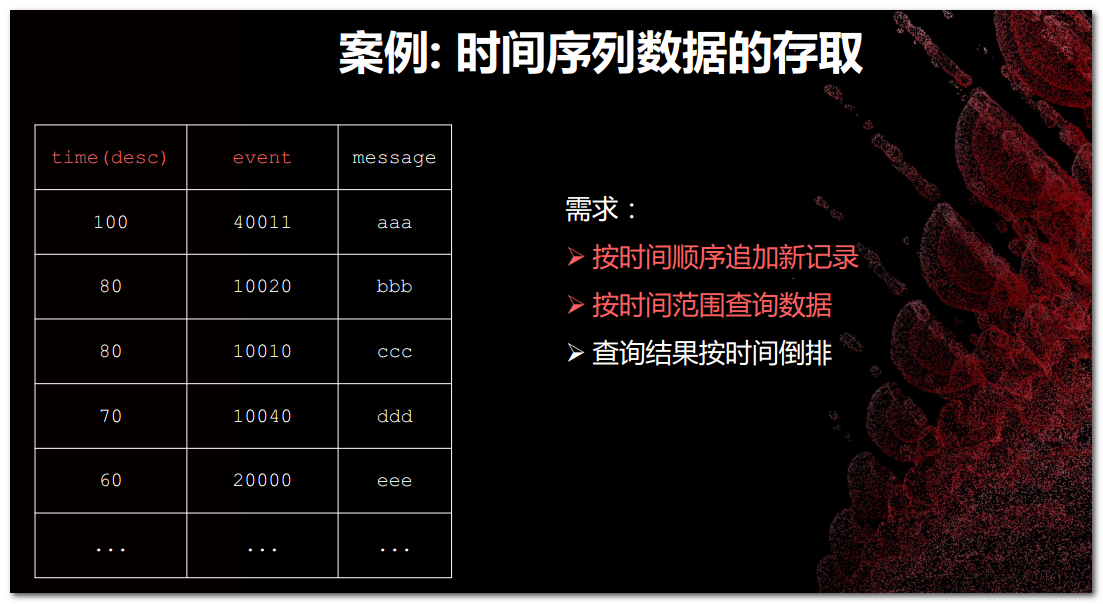 案例: 时间序列数据的存取
time(desc) event message
100 40011 aaa
80 10020 bbb
80 10010 ccc
70 10040 ddd
60 20000 eee
... ... ...
需求：
➢ 按时间顺序追加新记录
➢ 按时间范围查询数据
➢ 查询结果按时间倒排